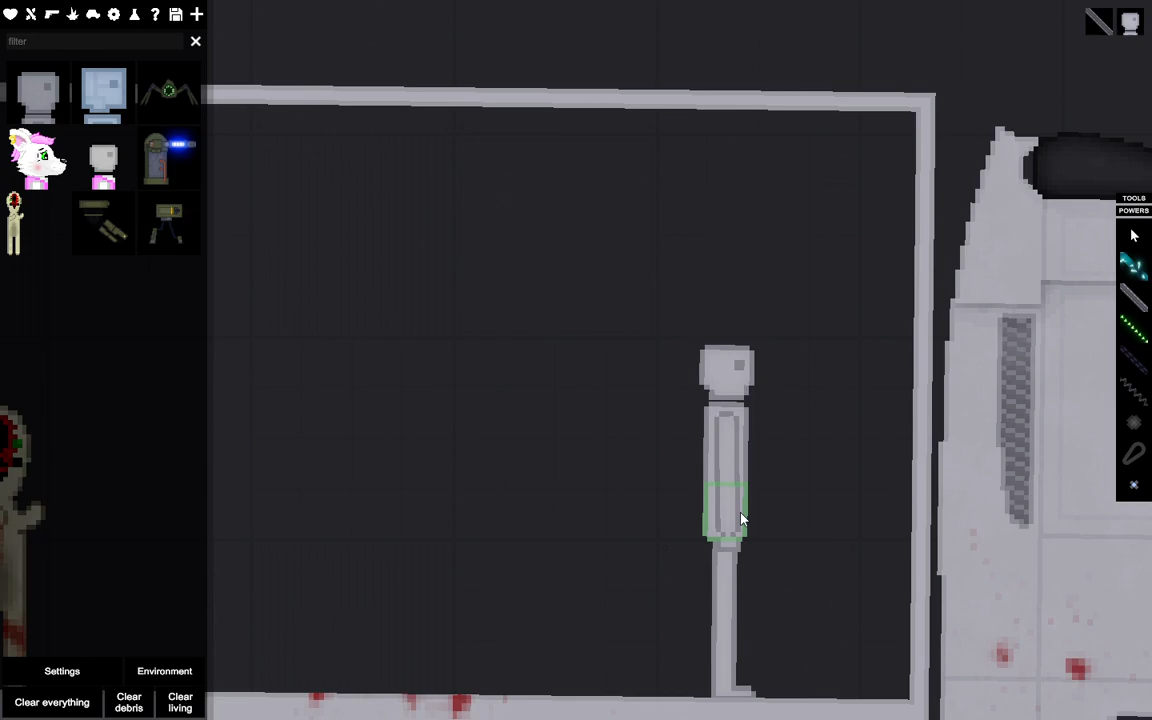 filter
TOOLS
POWERS
Settings
Environment
Clear everything
Clear debris
Clear living